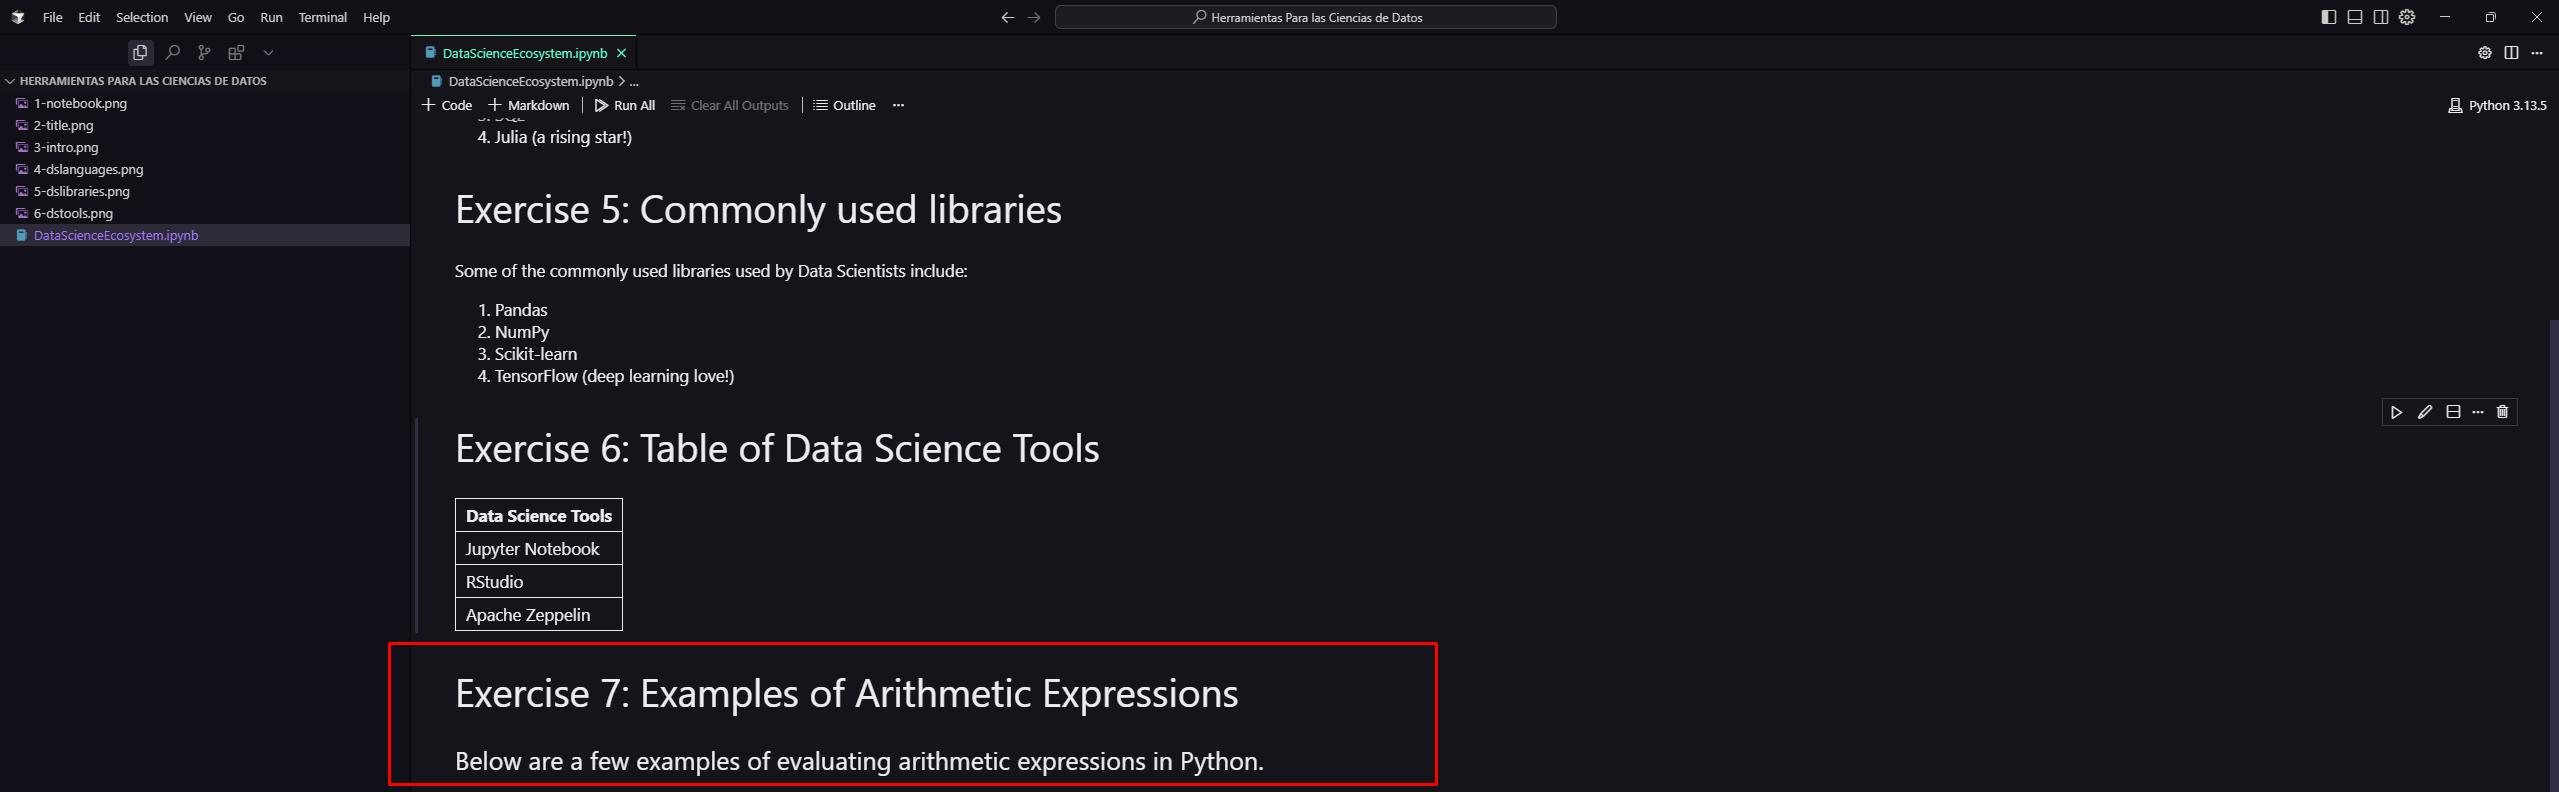 File Edit Selection View Go Run Terminal Help
Herramientas Para las Ciencias de Datos
HERRAMIENTAS PARA LAS CIENCIAS DE DATOS
1-notebook.png
2-title.png
3-intro.png
4-dslanguages.png
5-dslibraries.png
6-dstools.png
DataScienceEcosystem.ipynb
DataScienceEcosystem.ipynb
DataScienceEcosystem.ipynb > ...
+ Code + Markdown Run All Clear All Outputs Outline ...
Python 3.13.5
3. SQL
4. Julia (a rising star!)
Exercise 5: Commonly used libraries
Some of the commonly used libraries used by Data Scientists include:
1. Pandas
2. NumPy
3. Scikit-learn
4. TensorFlow (deep learning love!)
Exercise 6: Table of Data Science Tools
Data Science Tools
Jupyter Notebook
RStudio
Apache Zeppelin
Exercise 7: Examples of Arithmetic Expressions
Below are a few examples of evaluating arithmetic expressions in Python.